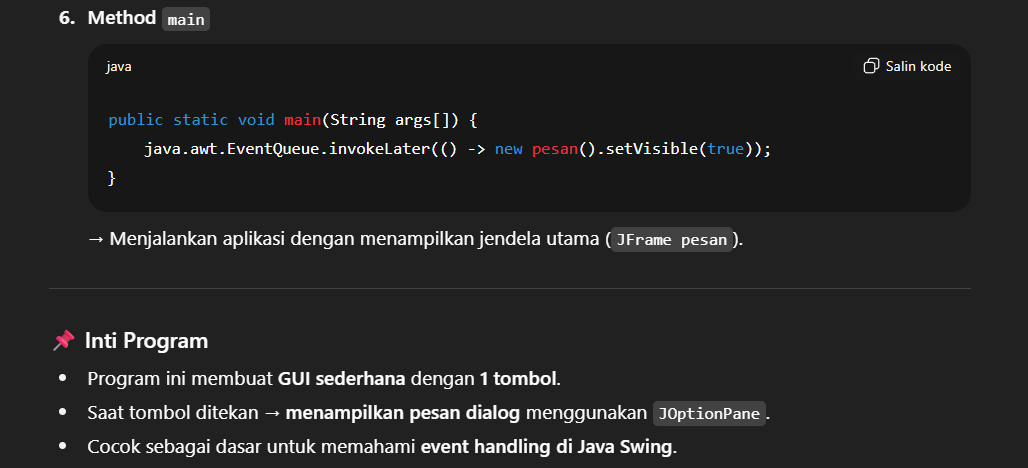 6. Method main
java
Salin kode
public static void main(String args[]) {
    java.awt.EventQueue.invokeLater(() -> new pesan().setVisible(true));
}
→ Menjalankan aplikasi dengan menampilkan jendela utama (JFrame pesan).
📌 Inti Program
• Program ini membuat GUI sederhana dengan 1 tombol.
• Saat tombol ditekan → menampilkan pesan dialog menggunakan JOptionPane.
• Cocok sebagai dasar untuk memahami event handling di Java Swing.